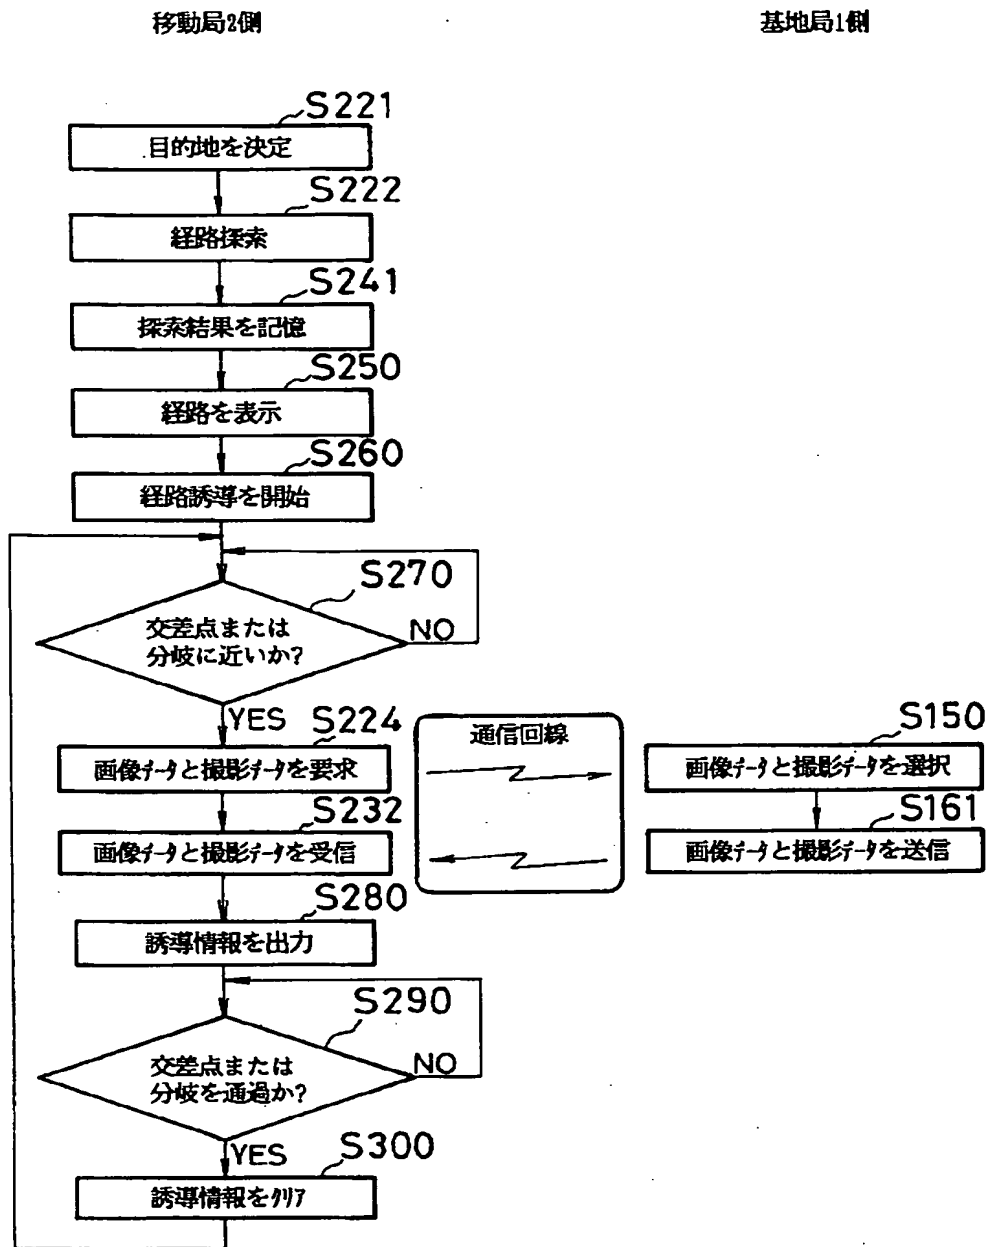 移動局2側
基地局1側
S221
目的地を決定
S222
経路探索
S241
探索結果を記憶
S250
経路を表示
S260
経路誘導を開始
S270
交差点または
分岐に近いか?
NO
YES
S224
画像データと撮影データを要求
通信回線
S150
画像データと撮影データを選択
S232
画像データと撮影データを受信
S161
画像データと撮影データを送信
S280
誘導情報を出力
S290
交差点または
分岐を通過か?
NO
YES
S300
誘導情報をクリア